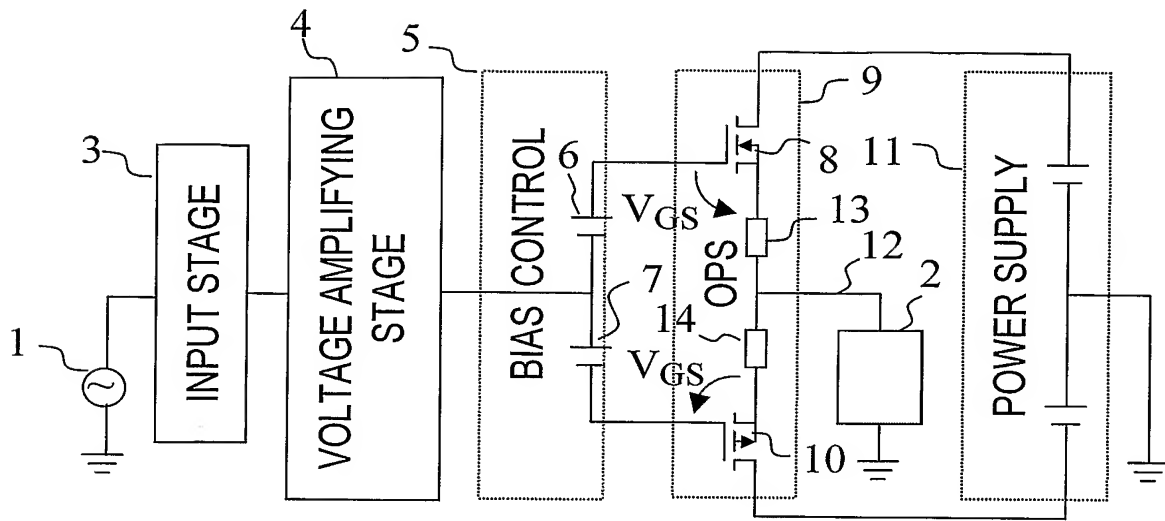 1
3
INPUT STAGE
4
VOLTAGE AMPLIFYING
STAGE
5
BIAS CONTROL
6
7
VGS
VGS
OPS
9
8
13
12
14
10
2
11
POWER SUPPLY